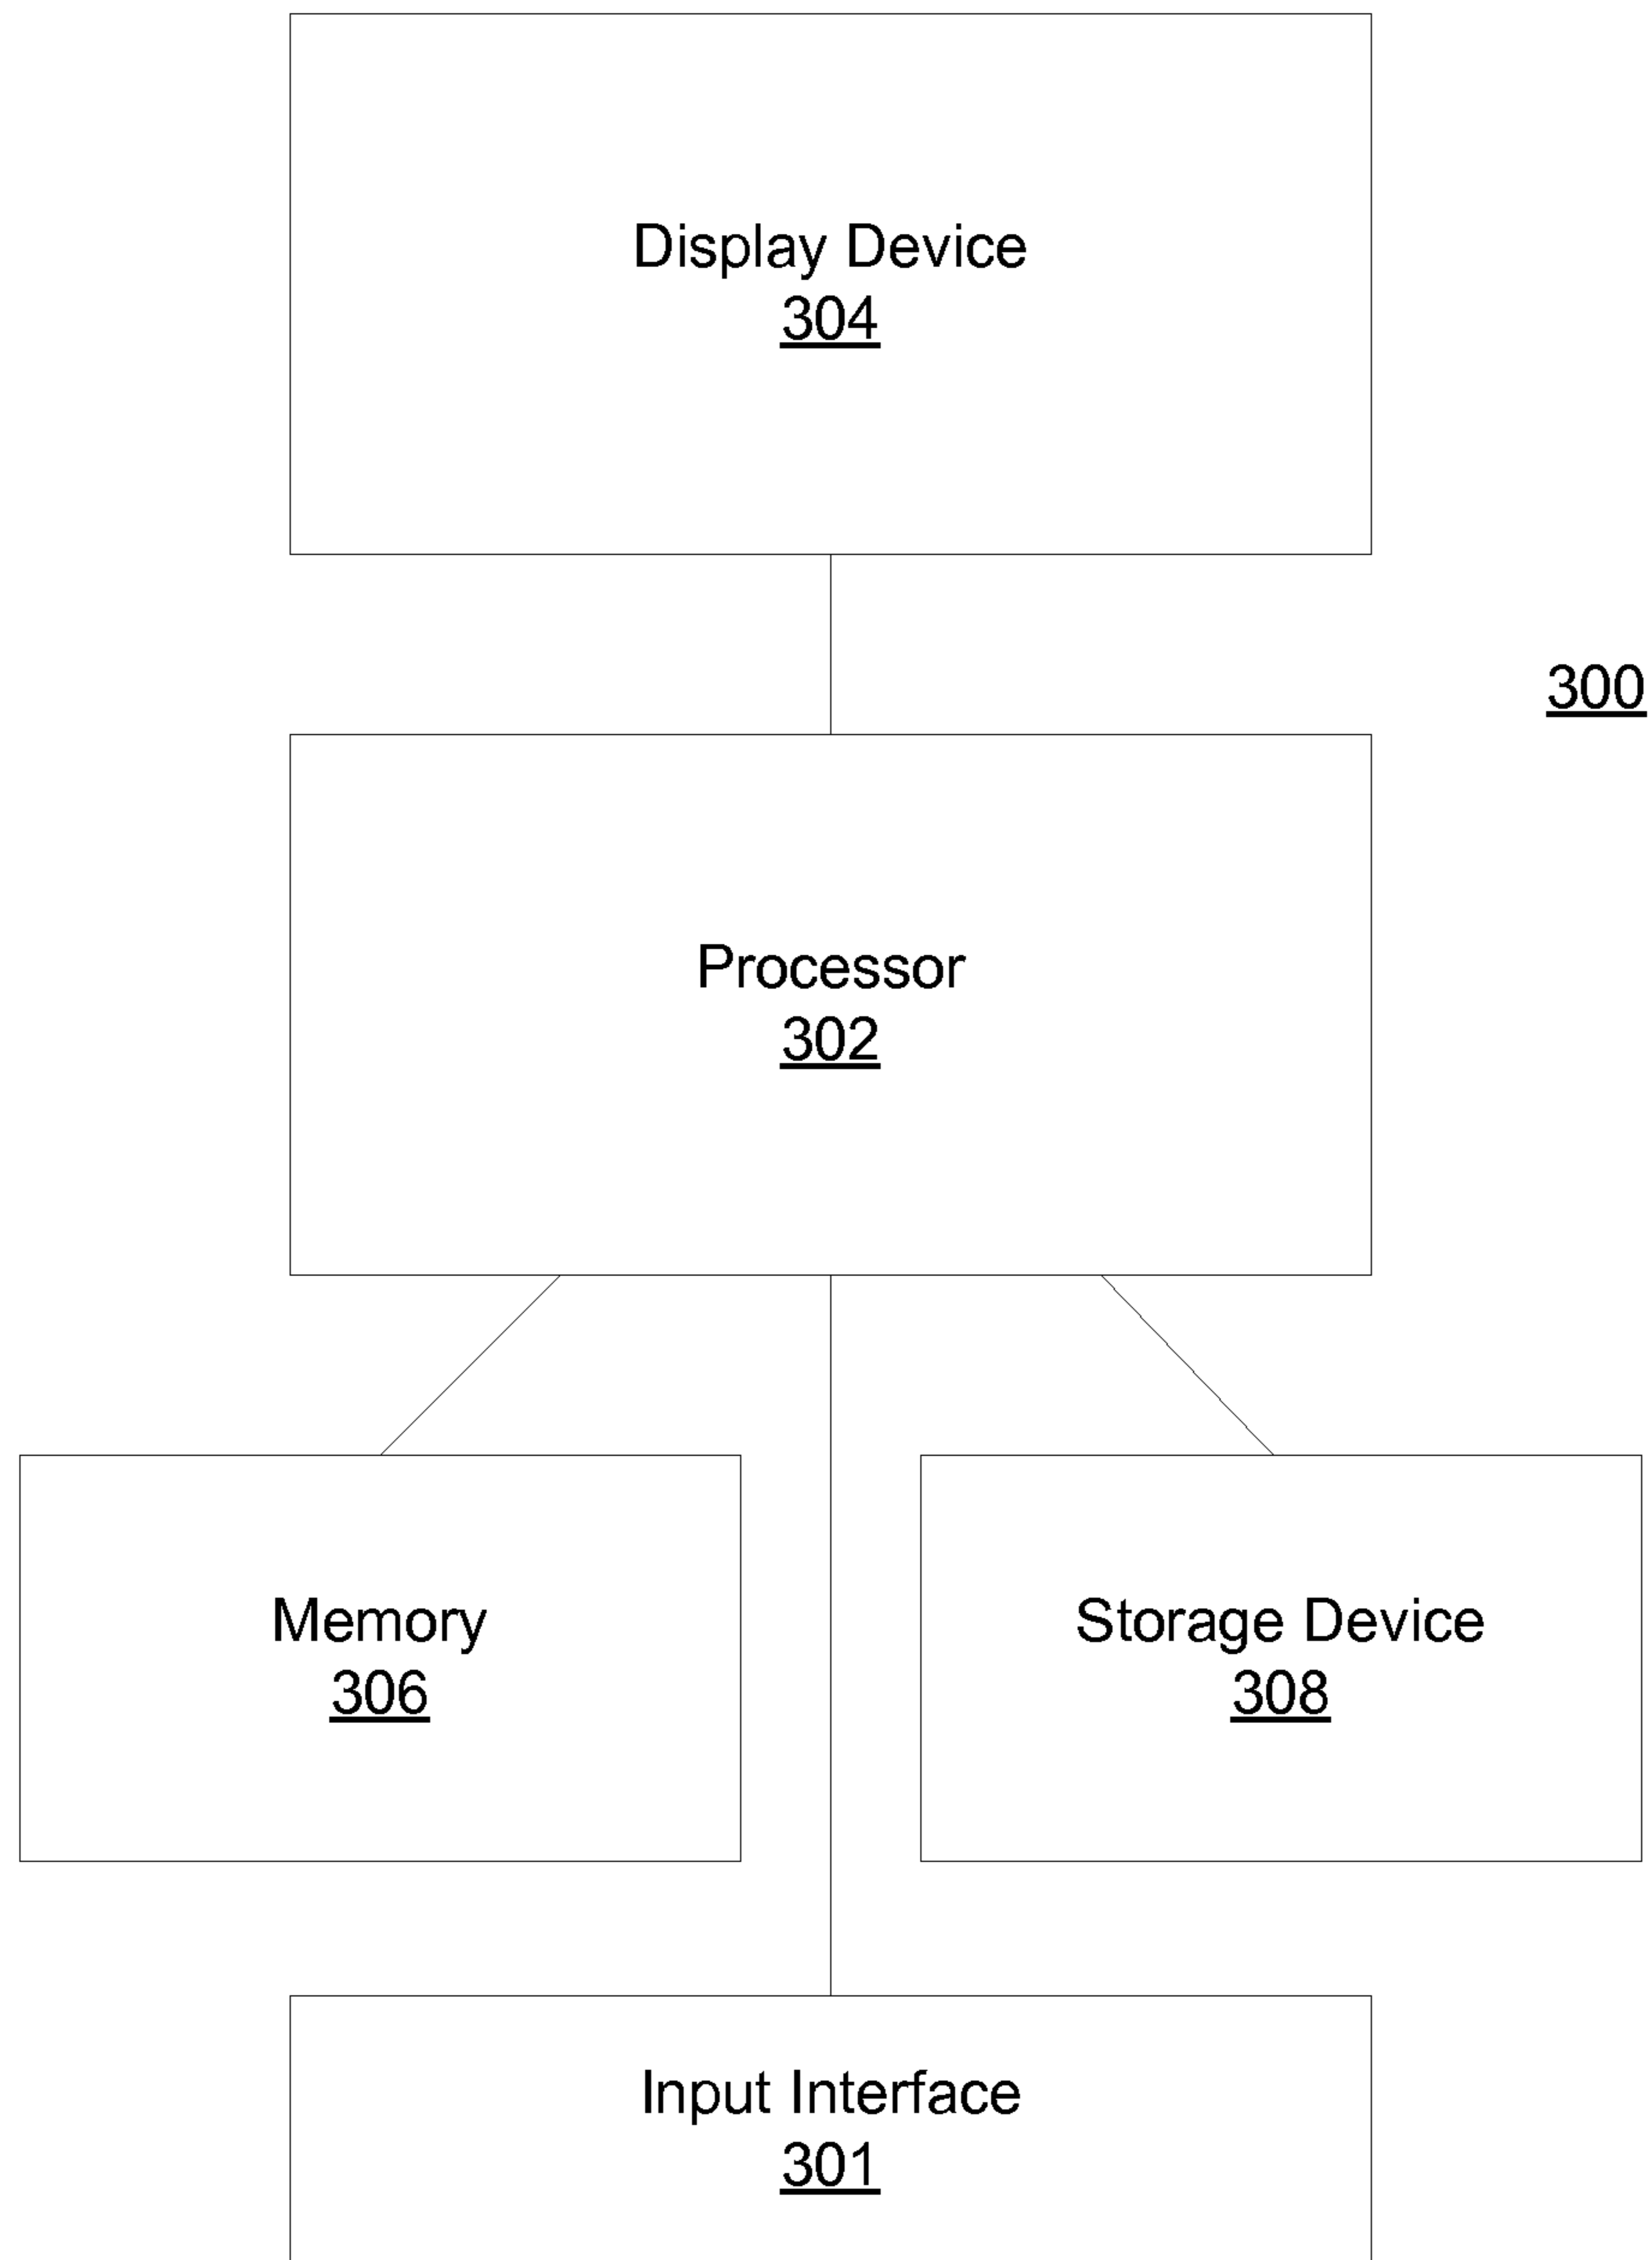 Display Device
304
300
Processor
302
Memory
306
Storage Device
308
Input Interface
301